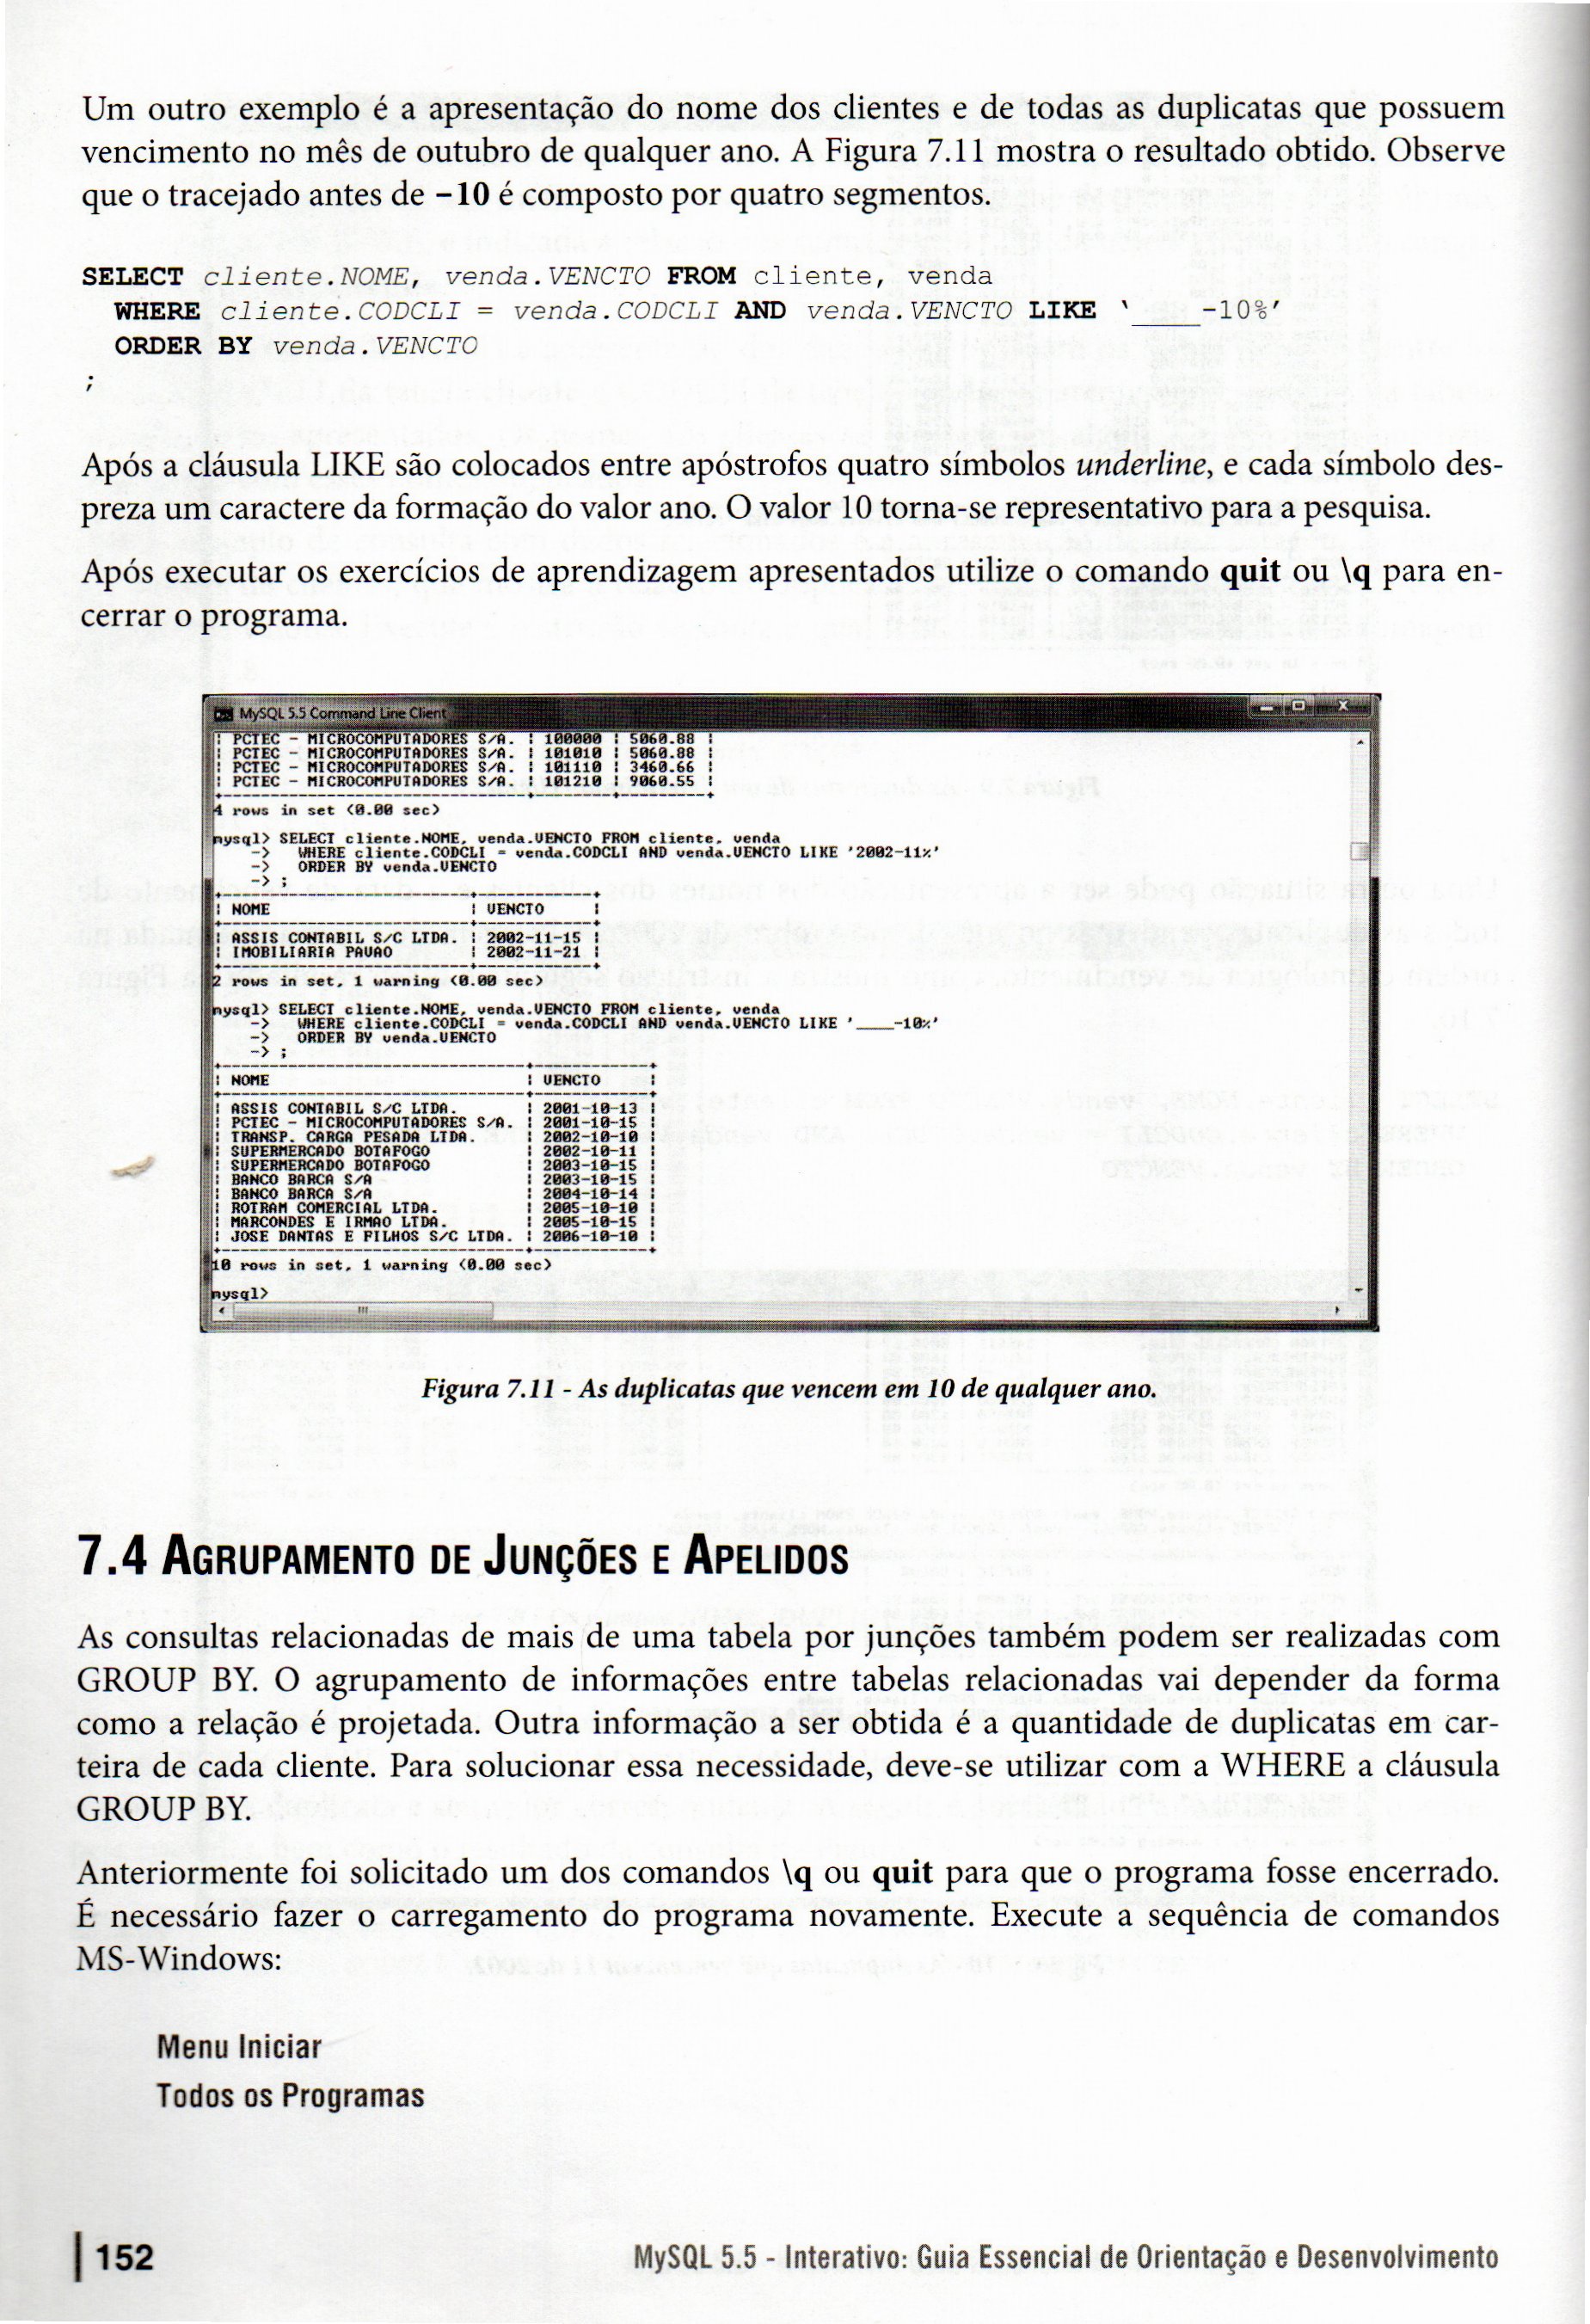 Um outro exemplo é a apresentação do nome dos clientes e de todas as duplicatas que possuem
vencimento no mês de outubro de qualquer ano. A Figura 7.11 mostra o resultado obtido. Observe
que o tracejado antes de –10 é composto por quatro segmentos.
SELECT cliente.NOME, venda.VENCTO FROM cliente, venda
WHERE cliente.CODCLI = venda.CODCLI AND venda.VENCTO LIKE ‘____-10%’
ORDER BY venda.VENCTO
;
Após a cláusula LIKE são colocados entre apóstrofos quatro símbolos underline, e cada símbolo des-
preza um caractere da formação do valor ano. O valor 10 torna-se representativo para a pesquisa.
Após executar os exercícios de aprendizagem apresentados utilize o comando quit ou \q para en-
cerrar o programa.
MySQL 5.5 Command Line Client
| PCTEC - MICROCOMPUTADORES S/A. | 100000 | 5060.88 |
| PCTEC - MICROCOMPUTADORES S/A. | 101010 | 5060.88 |
| PCTEC - MICROCOMPUTADORES S/A. | 101110 | 3460.66 |
| PCTEC - MICROCOMPUTADORES S/A. | 101210 | 9060.55 |
4 rows in set (0.00 sec)
mysql> SELECT cliente.NOME, venda.VENCTO FROM cliente, venda
-> WHERE cliente.CODCLI = venda.CODCLI AND venda.VENCTO LIKE '2002-11%'
-> ORDER BY venda.VENCTO
-> ;
| NOME | VENCTO |
| ASSIS CONTABIL S/C LTDA. | 2002-11-15 |
| IMOBILIARIA PAVAO | 2002-11-21 |
2 rows in set, 1 warning (0.00 sec)
mysql> SELECT cliente.NOME, venda.VENCTO FROM cliente, venda
-> WHERE cliente.CODCLI = venda.CODCLI AND venda.VENCTO LIKE '____-10%'
-> ORDER BY venda.VENCTO
-> ;
| NOME | VENCTO |
| ASSIS CONTABIL S/C LTDA. | 2001-10-13 |
| PCTEC - MICROCOMPUTADORES S/A. | 2001-10-15 |
| TRANSP. CARGA PESADA LTDA. | 2002-10-10 |
| SUPERMERCADO BOTAFOGO | 2002-10-11 |
| SUPERMERCADO BOTAFOGO | 2003-10-15 |
| BANCO BARCA S/A | 2003-10-15 |
| BANCO BARCA S/A | 2004-10-14 |
| ROTRAM COMERCIAL LTDA. | 2005-10-10 |
| MARCONDES E IRMAO LTDA. | 2005-10-15 |
| JOSE DANTAS E FILHOS S/C LTDA. | 2006-10-10 |
10 rows in set, 1 warning (0.00 sec)
mysql>
Figura 7.11 - As duplicatas que vencem em 10 de qualquer ano.
7.4 Agrupamento de Junções e Apelidos
As consultas relacionadas de mais de uma tabela por junções também podem ser realizadas com
GROUP BY. O agrupamento de informações entre tabelas relacionadas vai depender da forma
como a relação é projetada. Outra informação a ser obtida é a quantidade de duplicatas em car-
teira de cada cliente. Para solucionar essa necessidade, deve-se utilizar com a WHERE a cláusula
GROUP BY.
Anteriormente foi solicitado um dos comandos \q ou quit para que o programa fosse encerrado.
É necessário fazer o carregamento do programa novamente. Execute a sequência de comandos
MS-Windows:
Menu Iniciar
Todos os Programas
152 MySQL 5.5 - Interativo: Guia Essencial de Orientação e Desenvolvimento